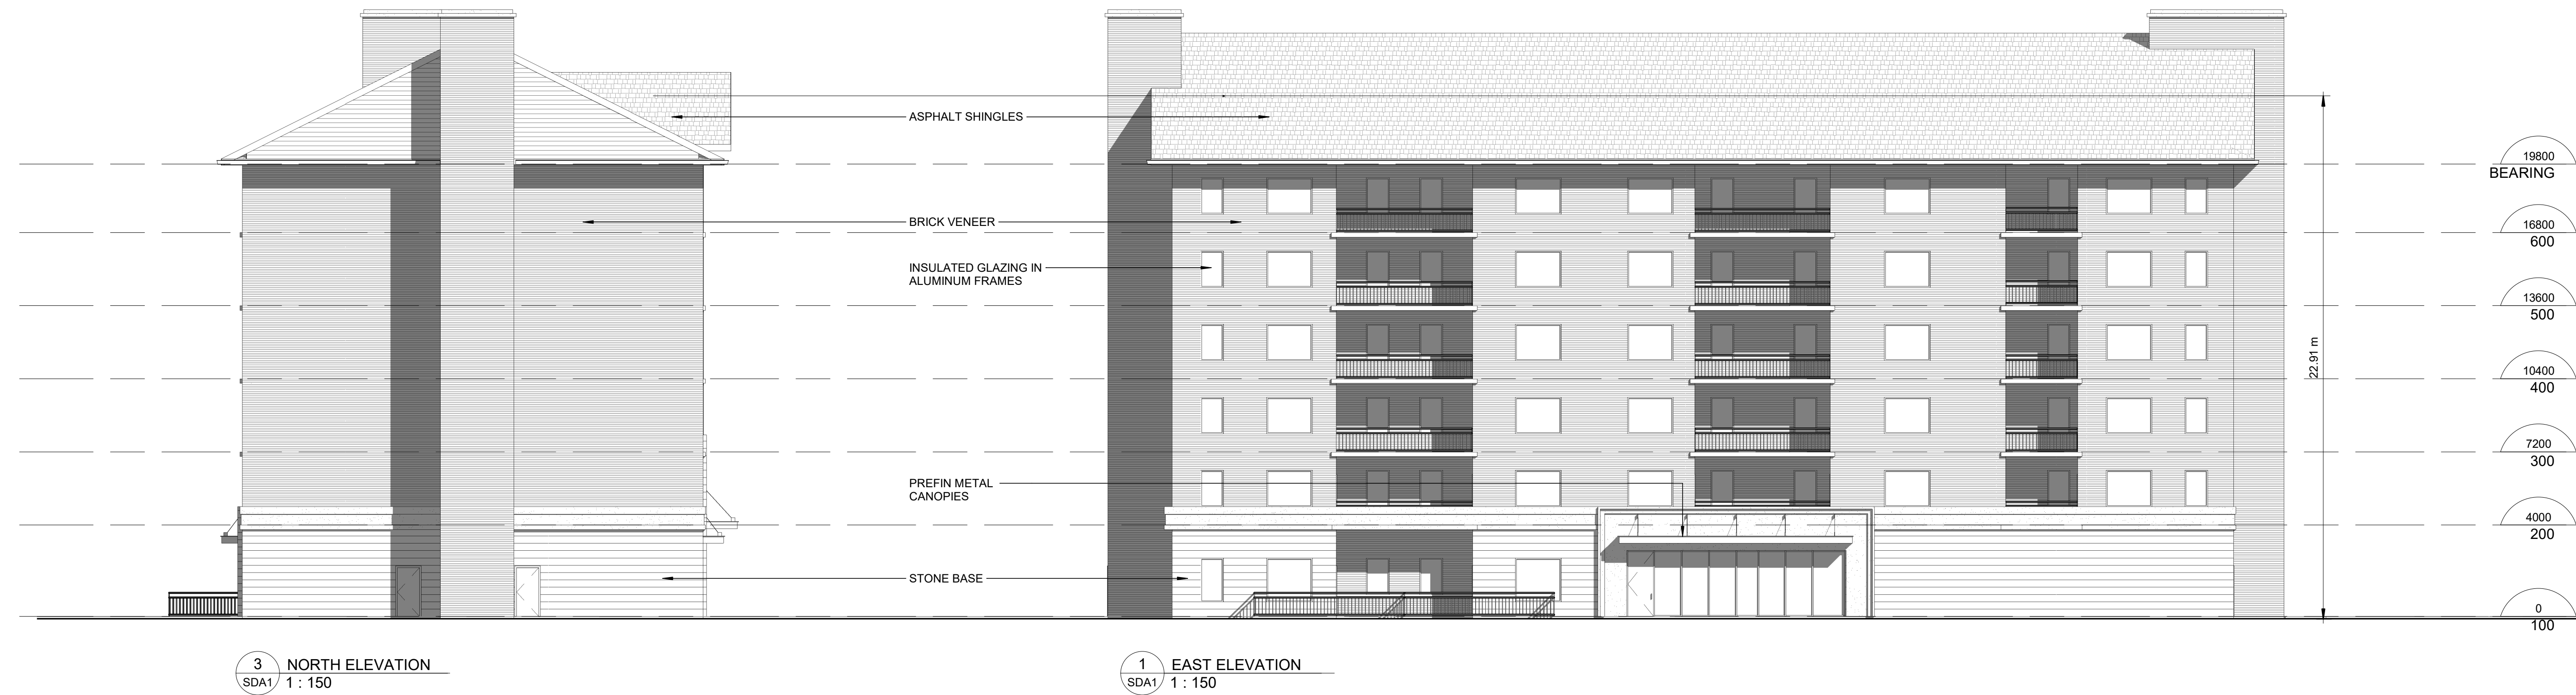 ASPHALT SHINGLES
BRICK VENEER
INSULATED GLAZING IN
ALUMINUM FRAMES
PREFIN METAL
CANOPIES
STONE BASE
22.91 m
19800
BEARING
16800
600
13600
500
10400
400
7200
300
4000
200
0
100
3
SDA1
NORTH ELEVATION
1 : 150
1
SDA1
EAST ELEVATION
1 : 150